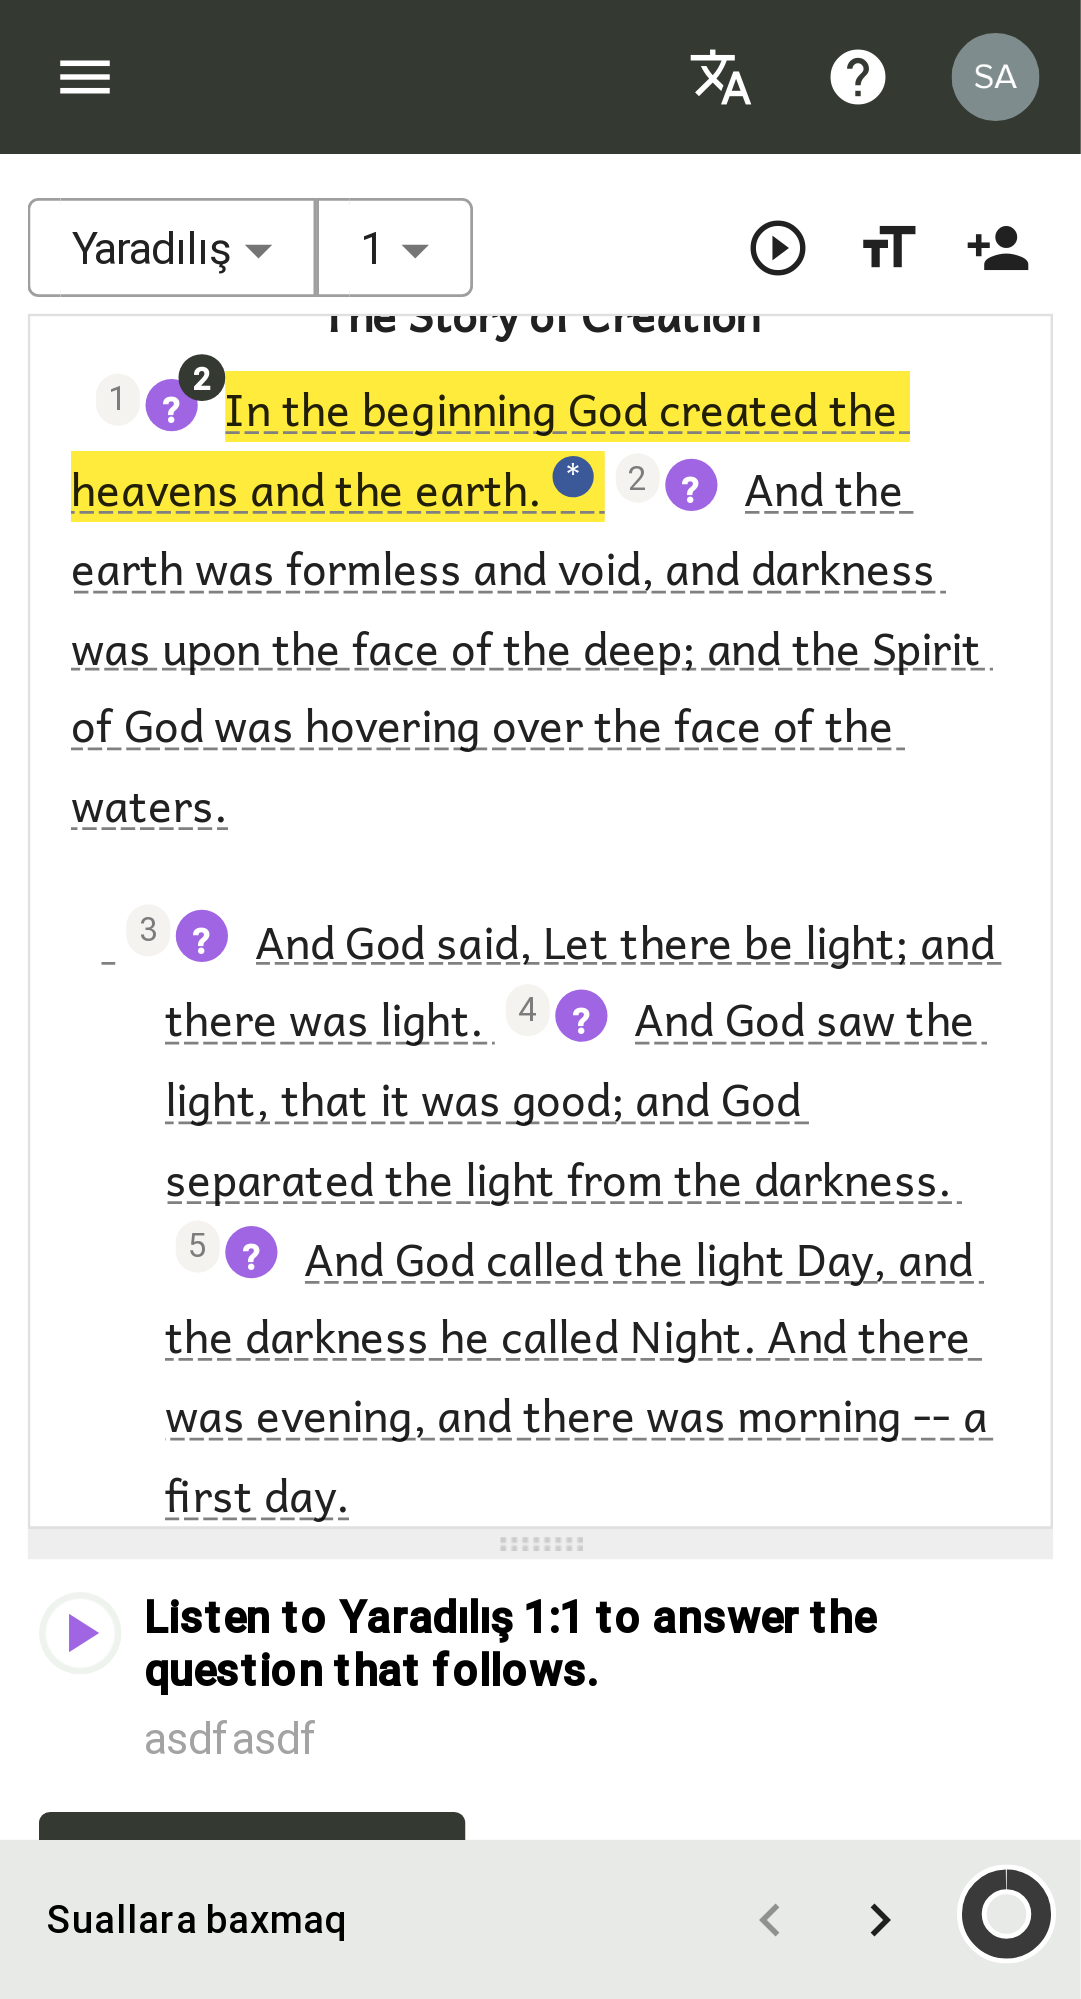 SA
Yaradılış 1
The Story of Creation
1 ? 2 In the beginning God created the
heavens and the earth. * 2 ? And the
earth was formless and void, and darkness
was upon the face of the deep; and the Spirit
of God was hovering over the face of the
waters.
3 ? And God said, Let there be light; and
there was light. 4 ? And God saw the
light, that it was good; and God
separated the light from the darkness.
5 ? And God called the light Day, and
the darkness he called Night. And there
was evening, and there was morning -- a
first day.
Listen to Yaradılış 1:1 to answer the
question that follows.
asdfasdf
Suallara baxmaq